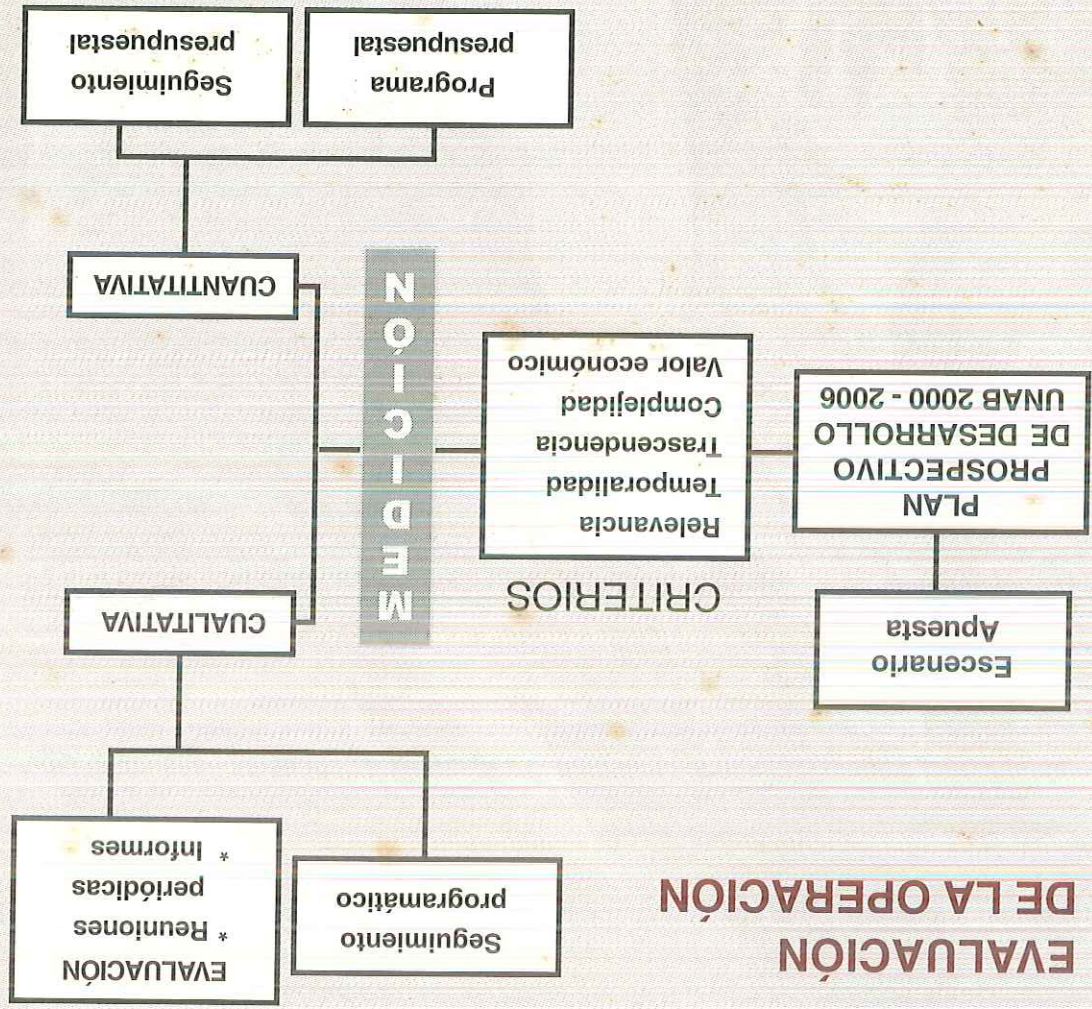 EVALUACIÓN
DE LA OPERACIÓN
Escenario
Apuesta
PLAN
PROSPECTIVO
DE DESARROLLO
UNAB 2000 - 2006
CRITERIOS
Relevancia
Temporalidad
Trascendencia
Complejidad
Valor económico
MEDICIÓN
CUALITATIVA
Seguimiento
programático
EVALUACIÓN
* Reuniones
periódicas
* Informes
CUANTITATIVA
Programa
presupuestal
Seguimiento
presupuestal